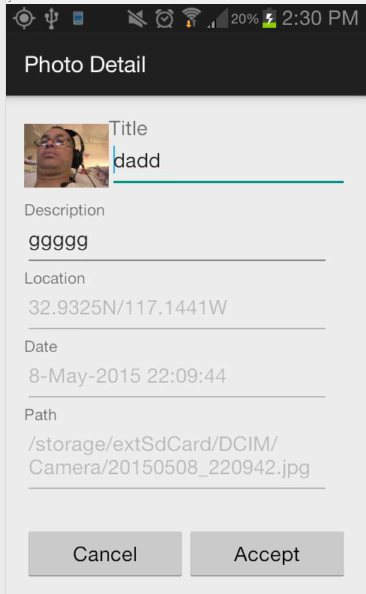 20% 2:30 PM
Photo Detail
Title
dadd
Description
ggggg
Location
32.9325N/117.1441W
Date
8-May-2015 22:09:44
Path
/storage/extSdCard/DCIM/
Camera/20150508_220942.jpg
Cancel Accept